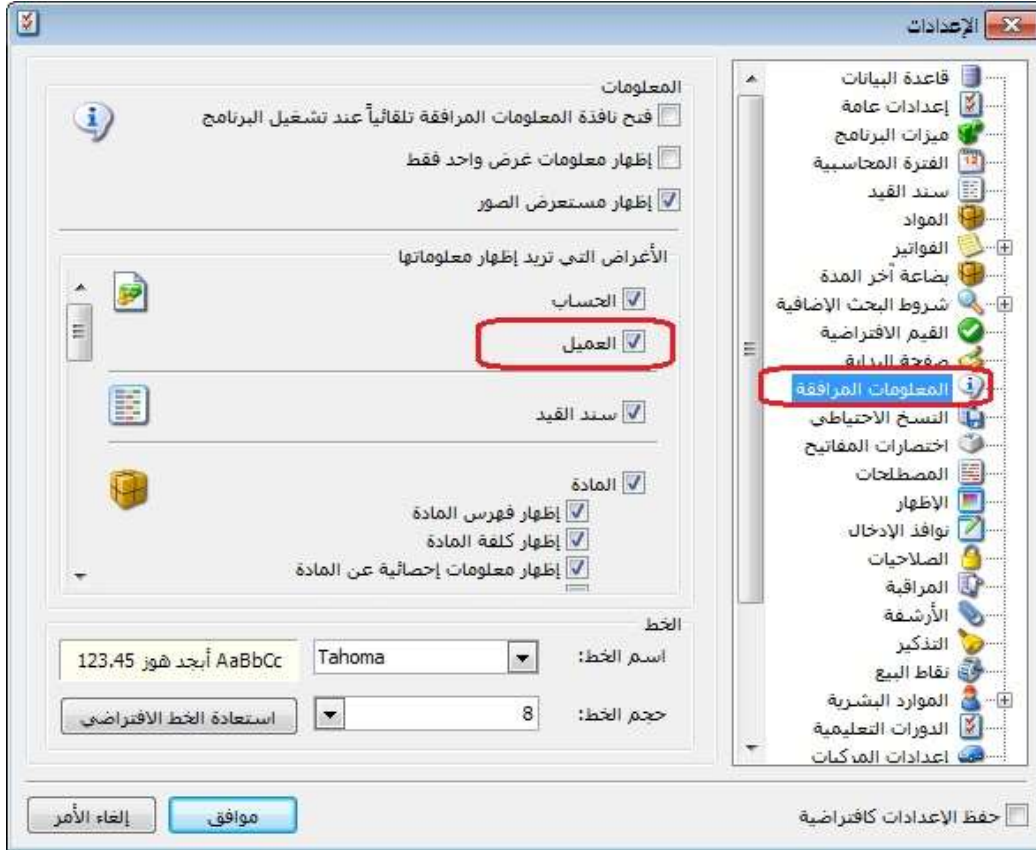 الإعدادات
قاعدة البيانات
إعدادات عامة
ميزات البرنامج
الفترة المحاسبية
سند القيد
المواد
الفواتير
بضاعة آخر المدة
شروط البحث الإضافية
القيم الافتراضية
صفحة البداية
المعلومات المرافقة
النسخ الاحتياطي
اختصارات المفاتيح
المصطلحات
الإظهار
نوافذ الإدخال
الصلاحيات
المراقبة
الأرشفة
التذكير
نقاط البيع
الموارد البشرية
الدورات التعليمية
إعدادات المركبات
المعلومات
فتح نافذة المعلومات المرافقة تلقائياً عند تشغيل البرنامج
إظهار معلومات غرض واحد فقط
إظهار مستعرض الصور
الأغراض التي تريد إظهار معلوماتها
الحساب
العميل
سند القيد
المادة
إظهار فهرس المادة
إظهار كلفة المادة
إظهار معلومات إحصائية عن المادة
الخط
اسم الخط: Tahoma AaBbCc أبجد هوز 123.45
حجم الخط: 8 استعادة الخط الافتراضي
حفظ الإعدادات كافتراضية
موافق
إلغاء الأمر